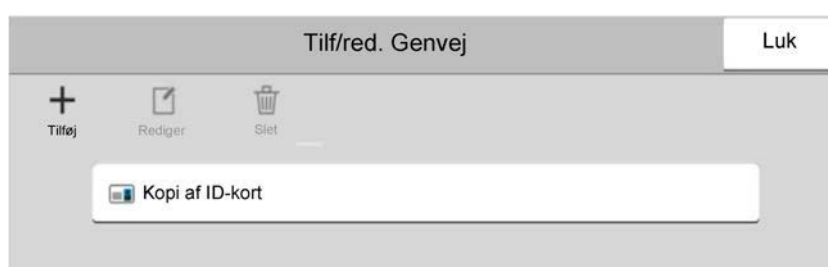 Tilf/red. Genvej
Luk
Tilføj
Rediger
Slet
Kopi af ID-kort